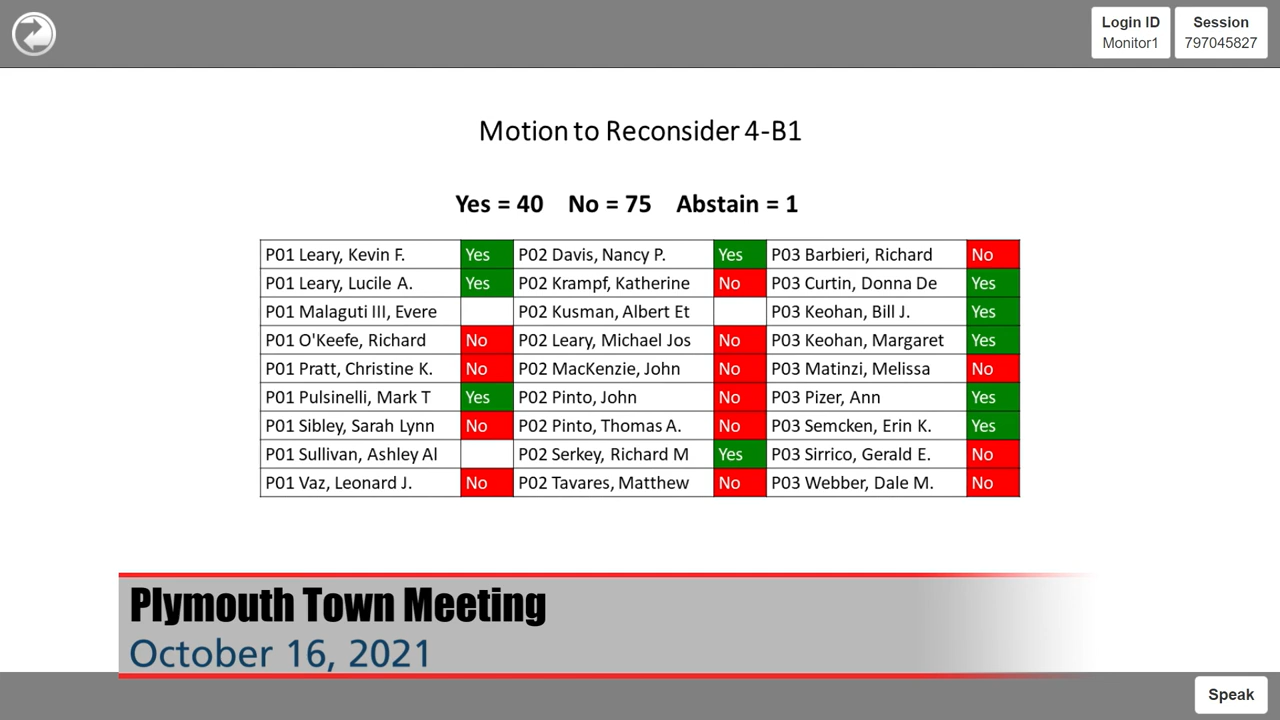 Login ID
Monitor1
Session
797045827
Motion to Reconsider 4-B1
Yes = 40 No = 75 Abstain = 1
P01 Leary, Kevin F. Yes P02 Davis, Nancy P. Yes P03 Barbieri, Richard No
P01 Leary, Lucile A. Yes P02 Krampf, Katherine No P03 Curtin, Donna De Yes
P01 Malaguti III, Evere P02 Kusman, Albert Et P03 Keohan, Bill J. Yes
P01 O'Keefe, Richard No P02 Leary, Michael Jos No P03 Keohan, Margaret Yes
P01 Pratt, Christine K. No P02 MacKenzie, John No P03 Matinzi, Melissa No
P01 Pulsinelli, Mark T Yes P02 Pinto, John No P03 Pizer, Ann Yes
P01 Sibley, Sarah Lynn No P02 Pinto, Thomas A. No P03 Semcken, Erin K. Yes
P01 Sullivan, Ashley Al P02 Serkey, Richard M Yes P03 Sirrico, Gerald E. No
P01 Vaz, Leonard J. No P02 Tavares, Matthew No P03 Webber, Dale M. No
Plymouth Town Meeting
October 16, 2021
Speak